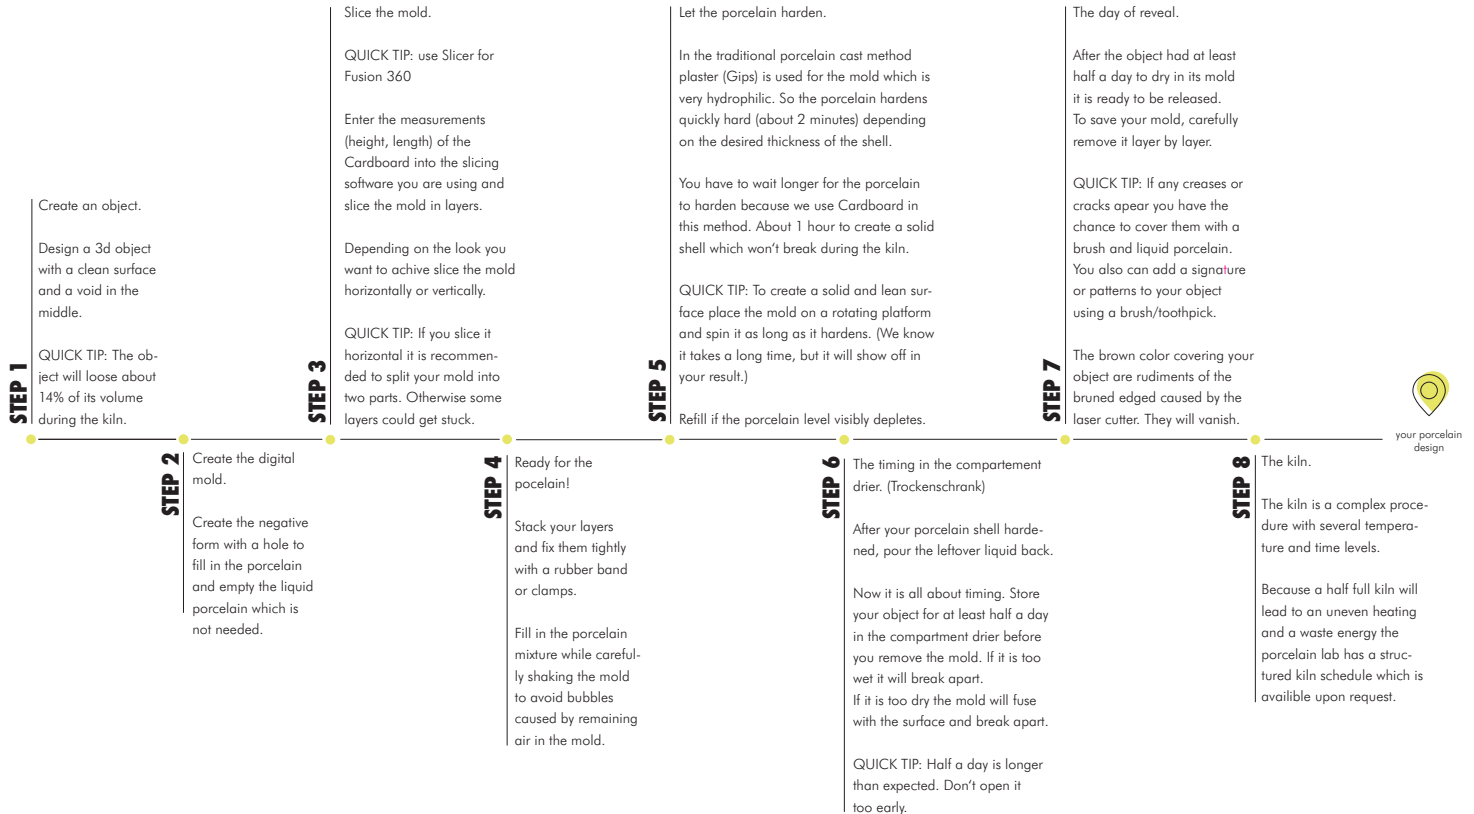 STEP 1
Create an object.
Design a 3d object
with a clean surface
and a void in the
middle.
QUICK TIP: The ob-
ject will loose about
14% of its volume
during the kiln.
STEP 2
Create the digital
mold.
Create the negative
form with a hole to
fill in the porcelain
and empty the liquid
porcelain which is
not needed.
STEP 3
Slice the mold.
QUICK TIP: use Slicer for
Fusion 360
Enter the measurements
(height, length) of the
Cardboard into the slicing
software you are using and
slice the mold in layers.
Depending on the look you
want to achive slice the mold
horizontally or vertically.
QUICK TIP: If you slice it
horizontal it is recommen-
ded to split your mold into
two parts. Otherwise some
layers could get stuck.
STEP 4
Ready for the
pocelain!
Stack your layers
and fix them tightly
with a rubber band
or clamps.
Fill in the porcelain
mixture while careful-
ly shaking the mold
to avoid bubbles
caused by remaining
air in the mold.
STEP 5
Let the porcelain harden.
In the traditional porcelain cast method
plaster (Gips) is used for the mold which is
very hydrophilic. So the porcelain hardens
quickly hard (about 2 minutes) depending
on the desired thickness of the shell.
You have to wait longer for the porcelain
to harden because we use Cardboard in
this method. About 1 hour to create a solid
shell which won't break during the kiln.
QUICK TIP: To create a solid and lean sur-
face place the mold on a rotating platform
and spin it as long as it hardens. (We know
it takes a long time, but it will show off in
your result.)
Refill if the porcelain level visibly depletes.
STEP 6
The timing in the compartement
drier. (Trockenschrank)
After your porcelain shell harde-
ned, pour the leftover liquid back.
Now it is all about timing. Store
your object for at least half a day
in the compartment drier before
you remove the mold. If it is too
wet it will break apart.
If it is too dry the mold will fuse
with the surface and break apart.
QUICK TIP: Half a day is longer
than expected. Don't open it
too early.
STEP 7
The day of reveal.
After the object had at least
half a day to dry in its mold
it is ready to be released.
To save your mold, carefully
remove it layer by layer.
QUICK TIP: If any creases or
cracks apear you have the
chance to cover them with a
brush and liquid porcelain.
You also can add a signature
or patterns to your object
using a brush/toothpick.
The brown color covering your
object are rudiments of the
bruned edged caused by the
laser cutter. They will vanish.
STEP 8
The kiln.
The kiln is a complex proce-
dure with several tempera-
ture and time levels.
Because a half full kiln will
lead to an uneven heating
and a waste energy the
porcelain lab has a struc-
tured kiln schedule which is
availible upon request.
your porcelain
design